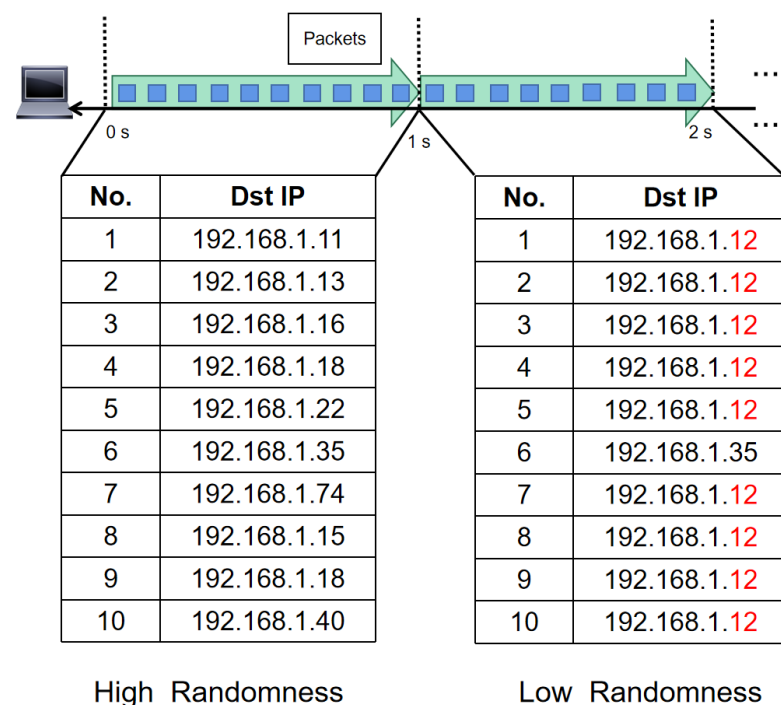 Packets
0 s
1 s
2 s
......
......
No. Dst IP
1 192.168.1.11
2 192.168.1.13
3 192.168.1.16
4 192.168.1.18
5 192.168.1.22
6 192.168.1.35
7 192.168.1.74
8 192.168.1.15
9 192.168.1.18
10 192.168.1.40
High Randomness
No. Dst IP
1 192.168.1.12
2 192.168.1.12
3 192.168.1.12
4 192.168.1.12
5 192.168.1.12
6 192.168.1.35
7 192.168.1.12
8 192.168.1.12
9 192.168.1.12
10 192.168.1.12
Low Randomness